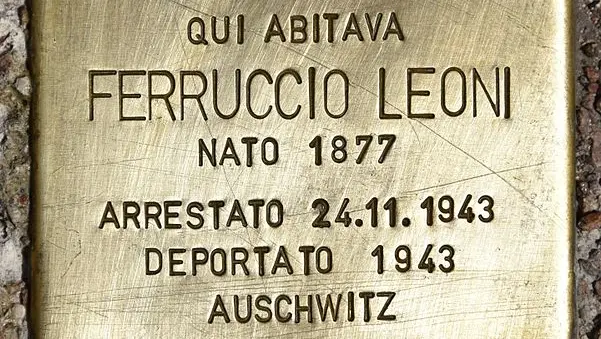 QUI ABITAVA
FERRUCCIO LEONI
NATO 1877
ARRESTATO 24.11.1943
DEPORTATO 1943
AUSCHWITZ